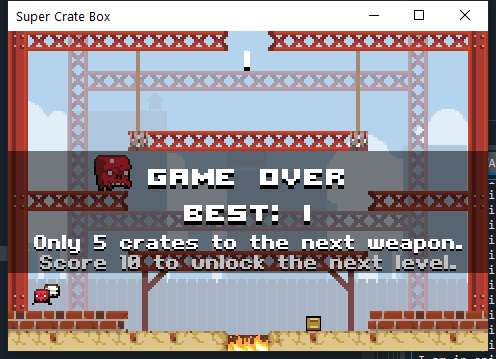 Super Crate Box
1
GAME OVER
BEST: 1
Only 5 crates to the next weapon.
Score 10 to unlock the next level.